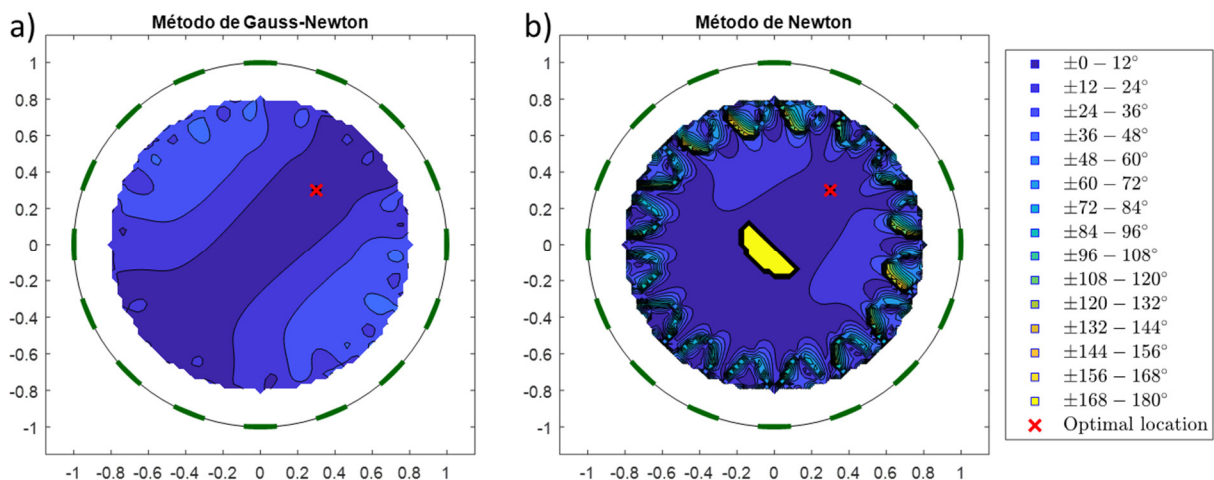 a)
Método de Gauss-Newton
1
0.8
0.6
0.4
0.2
0
-0.2
-0.4
-0.6
-0.8
-1
-1 -0.8 -0.6 -0.4 -0.2 0 0.2 0.4 0.6 0.8 1
b)
Método de Newton
1
0.8
0.6
0.4
0.2
0
-0.2
-0.4
-0.6
-0.8
-1
-1 -0.8 -0.6 -0.4 -0.2 0 0.2 0.4 0.6 0.8 1
±0 − 12°
±12 − 24°
±24 − 36°
±36 − 48°
±48 − 60°
±60 − 72°
±72 − 84°
±84 − 96°
±96 − 108°
±108 − 120°
±120 − 132°
±132 − 144°
±144 − 156°
±156 − 168°
±168 − 180°
Optimal location